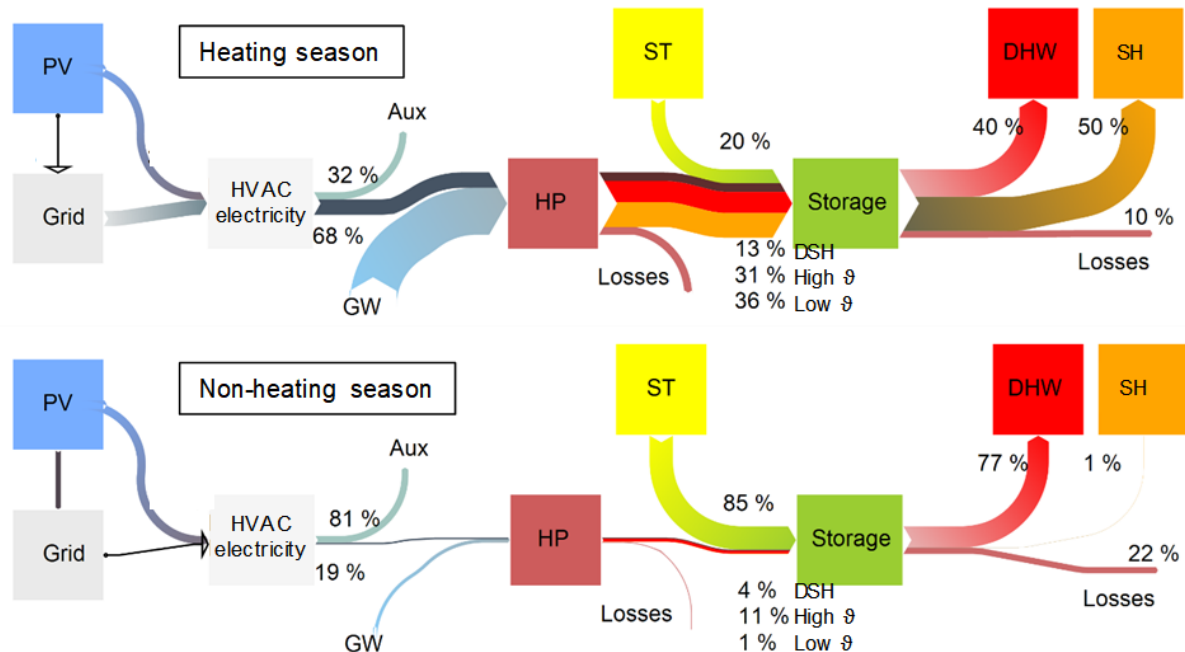 Heating season
PV
ST
DHW
SH
Aux
20 %
40 %
50 %
32 %
HVAC
electricity
Grid
HP
Storage
68 %
10 %
13 % DSH
Losses
31 % High ϑ
Losses
36 % Low ϑ
GW
Non-heating season
PV
ST
DHW
SH
Aux
77 %
1 %
85 %
81 %
HVAC
electricity
Grid
HP
Storage
19 %
22 %
4 % DSH
Losses
11 % High ϑ
Losses
1 % Low ϑ
GW